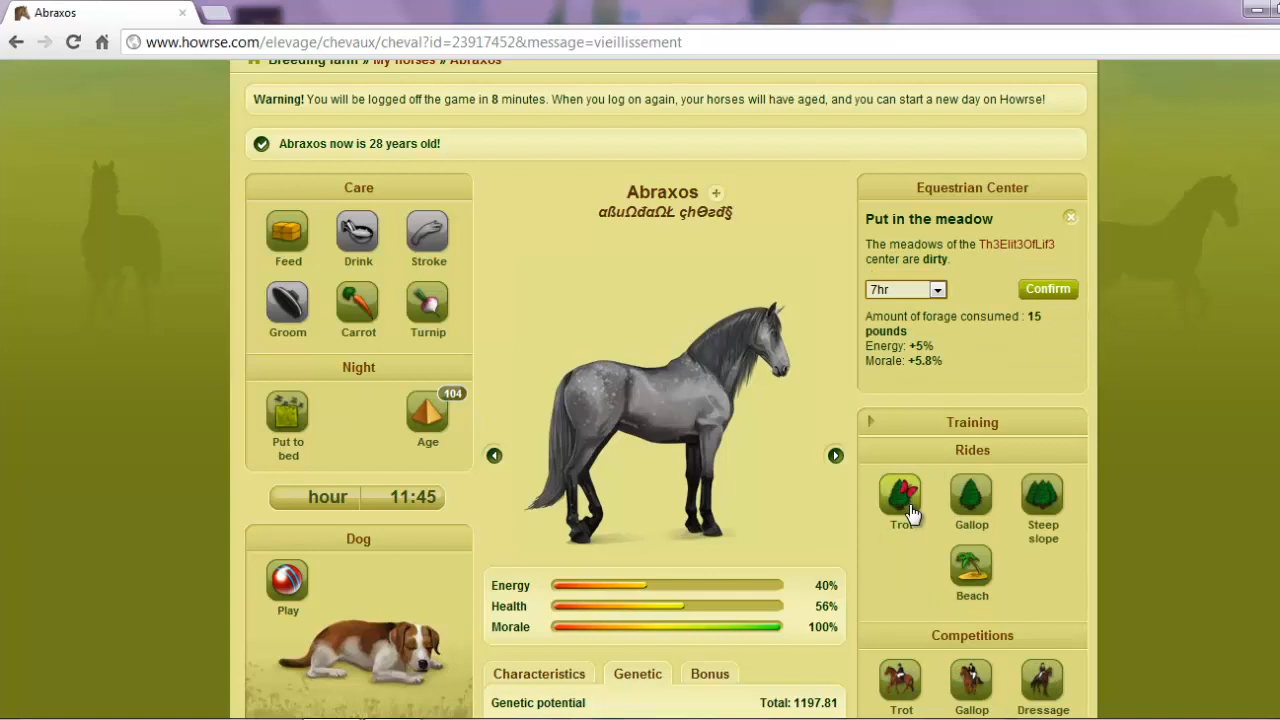 Abraxos
www.howrse.com/elevage/chevaux/cheval?id=23917452&message=vieillissement
Breeding farm » My horses » Abraxos
Warning! You will be logged off the game in 8 minutes. When you log on again, your horses will have aged, and you can start a new day on Howrse!
Abraxos now is 28 years old!
Care
Feed
Drink
Stroke
Groom
Carrot
Turnip
Night
104
Put to
bed
Age
hour 11:45
Dog
Play
Abraxos +
Energy 40%
Health 56%
Morale 100%
Characteristics
Genetic
Bonus
Genetic potential
Total: 1197.81
Equestrian Center
Put in the meadow
The meadows of the Th3Elit3OfLif3
center are dirty.
7hr
Confirm
Amount of forage consumed : 15
pounds
Energy: +5%
Morale: +5.8%
Training
Rides
Trot
Gallop
Steep
slope
Beach
Competitions
Trot
Gallop
Dressage